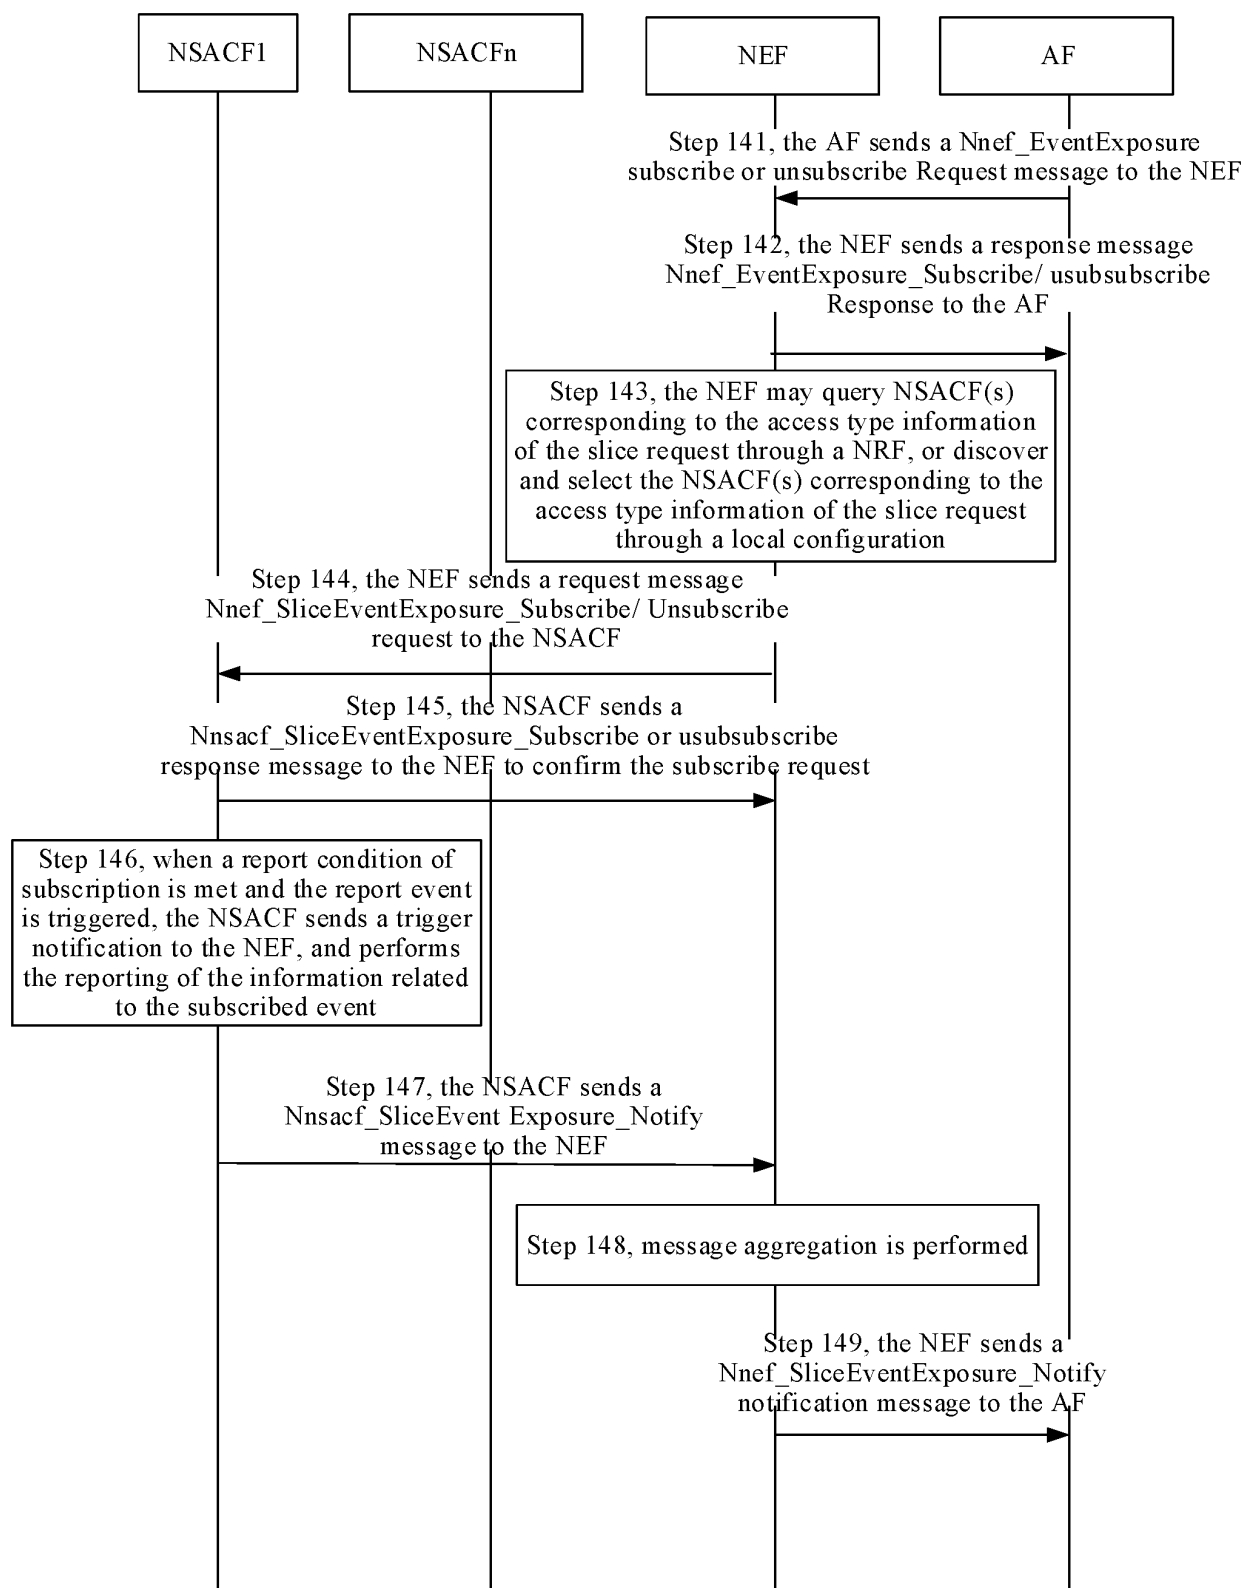 NSACF1
NSACFn
NEF
AF
Step 141, the AF sends a Nnef_EventExposure
subscribe or unsubscribe Request message to the NEF
Step 142, the NEF sends a response message
Nnef_EventExposure_Subscribe/ usubsubscribe
Response to the AF
Step 143, the NEF may query NSACF(s)
corresponding to the access type information
of the slice request through a NRF, or discover
and select the NSACF(s) corresponding to the
access type information of the slice request
through a local configuration
Step 144, the NEF sends a request message
Nnef_SliceEventExposure_Subscribe/ Unsubscribe
request to the NSACF
Step 145, the NSACF sends a
Nnsacf_SliceEventExposure_Subscribe or usubsubscribe
response message to the NEF to confirm the subscribe request
Step 146, when a report condition of
subscription is met and the report event
is triggered, the NSACF sends a trigger
notification to the NEF, and performs
the reporting of the information related
to the subscribed event
Step 147, the NSACF sends a
Nnsacf_SliceEvent Exposure_Notify
message to the NEF
Step 148, message aggregation is performed
Step 149, the NEF sends a
Nnef_SliceEventExposure_Notify
notification message to the AF